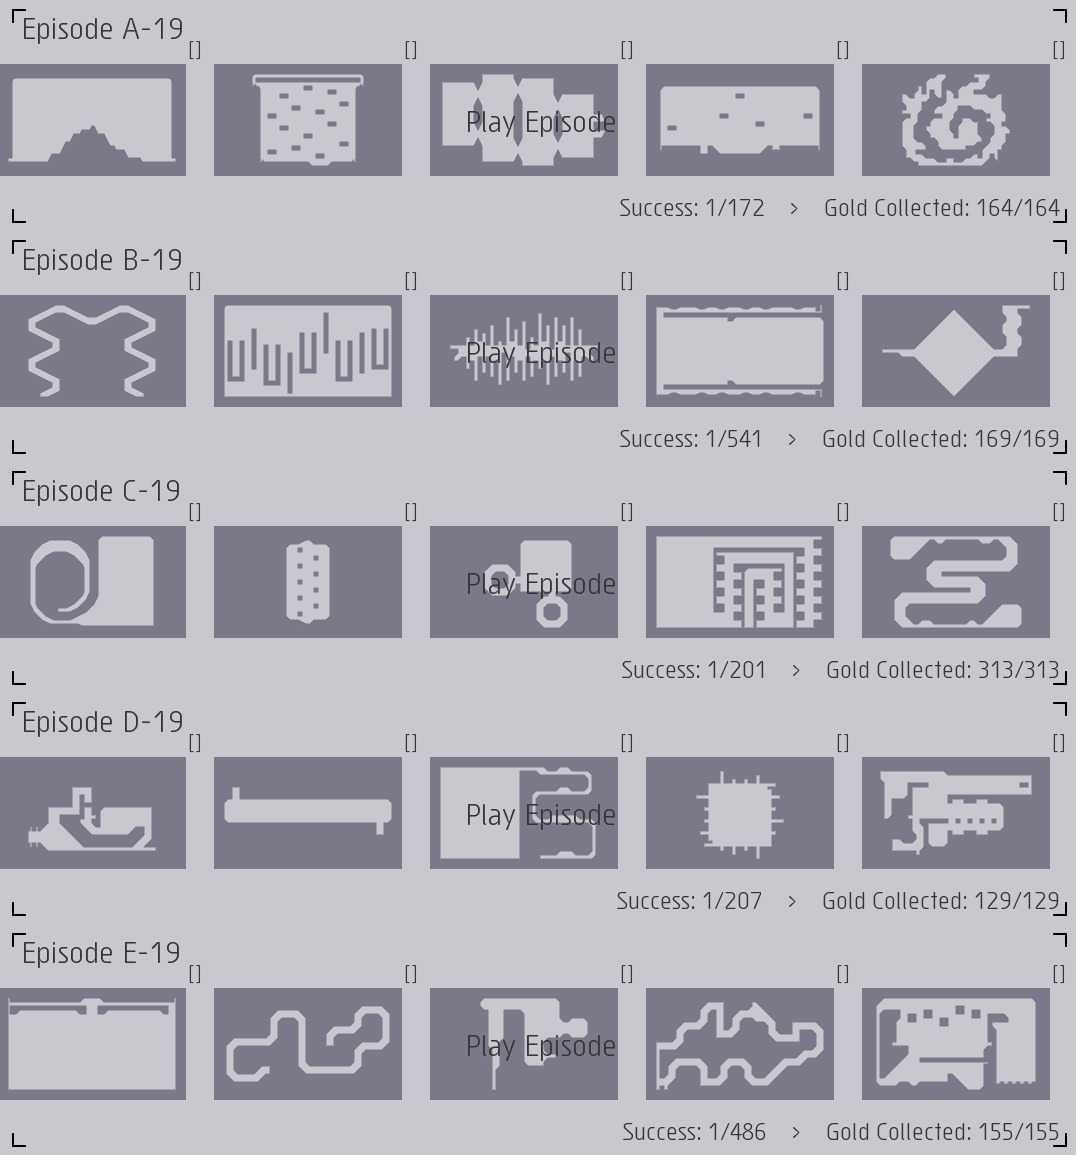 Episode A-19
[] [] [] [] []
Play Episode
Success: 1/172 > Gold Collected: 164/164
Episode B-19
[] [] [] [] []
Play Episode
Success: 1/541 > Gold Collected: 169/169
Episode C-19
[] [] [] [] []
Play Episode
Success: 1/201 > Gold Collected: 313/313
Episode D-19
[] [] [] [] []
Play Episode
Success: 1/207 > Gold Collected: 129/129
Episode E-19
[] [] [] [] []
Play Episode
Success: 1/486 > Gold Collected: 155/155